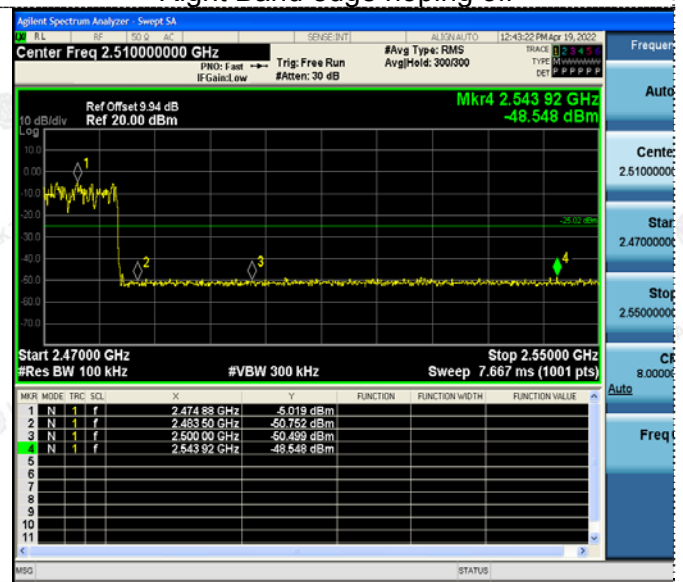 Right Band edge hoping off
Agilent Spectrum Analyzer - Swept SA
RL RF 50 Ω AC SENSE:INT ALIGNAUTO 12:43:22 PM Apr 19, 2022
Center Freq 2.510000000 GHz #Avg Type: RMS TRACE 1 2 3 4 5 6
PNO: Fast Trig: Free Run Avg|Hold: 300/300 TYPE M
IFGain:Low #Atten: 30 dB DET P P P P P P
Frequen
Auto
Mkr4 2.543 92 GHz
-48.548 dBm
Ref Offset 9.94 dB
10 dB/div Ref 20.00 dBm
Log
10.0
0.00
-10.0
-20.0
-30.0
-40.0
-50.0
-60.0
-70.0
1
2
3
4
-25.02 dBm
Start 2.47000 GHz Stop 2.55000 GHz
#Res BW 100 kHz #VBW 300 kHz Sweep 7.667 ms (1001 pts)
Cente
2.51000000
Star
2.47000000
Stop
2.55000000
CF
8.00000
Auto
Freq
MKR MODE TRC SCL X Y FUNCTION FUNCTION WIDTH FUNCTION VALUE
1 N 1 f 2.474 88 GHz -5.019 dBm
2 N 1 f 2.483 50 GHz -50.752 dBm
3 N 1 f 2.500 00 GHz -50.499 dBm
4 N 1 f 2.543 92 GHz -48.548 dBm
5
6
7
8
9
10
11
MSG STATUS